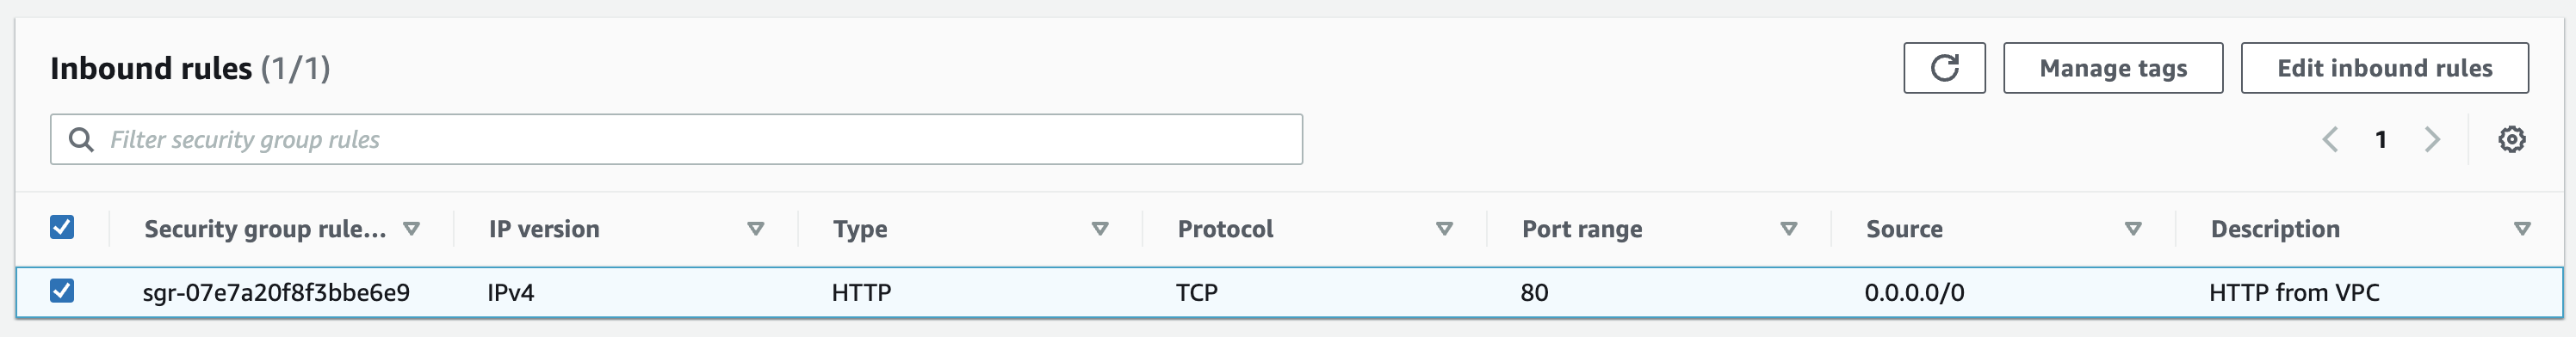 Inbound rules (1/1)
Manage tags
Edit inbound rules
Filter security group rules
1
Security group rule... IP version Type Protocol Port range Source Description
sgr-07e7a20f8f3bbe6e9 IPv4 HTTP TCP 80 0.0.0.0/0 HTTP from VPC